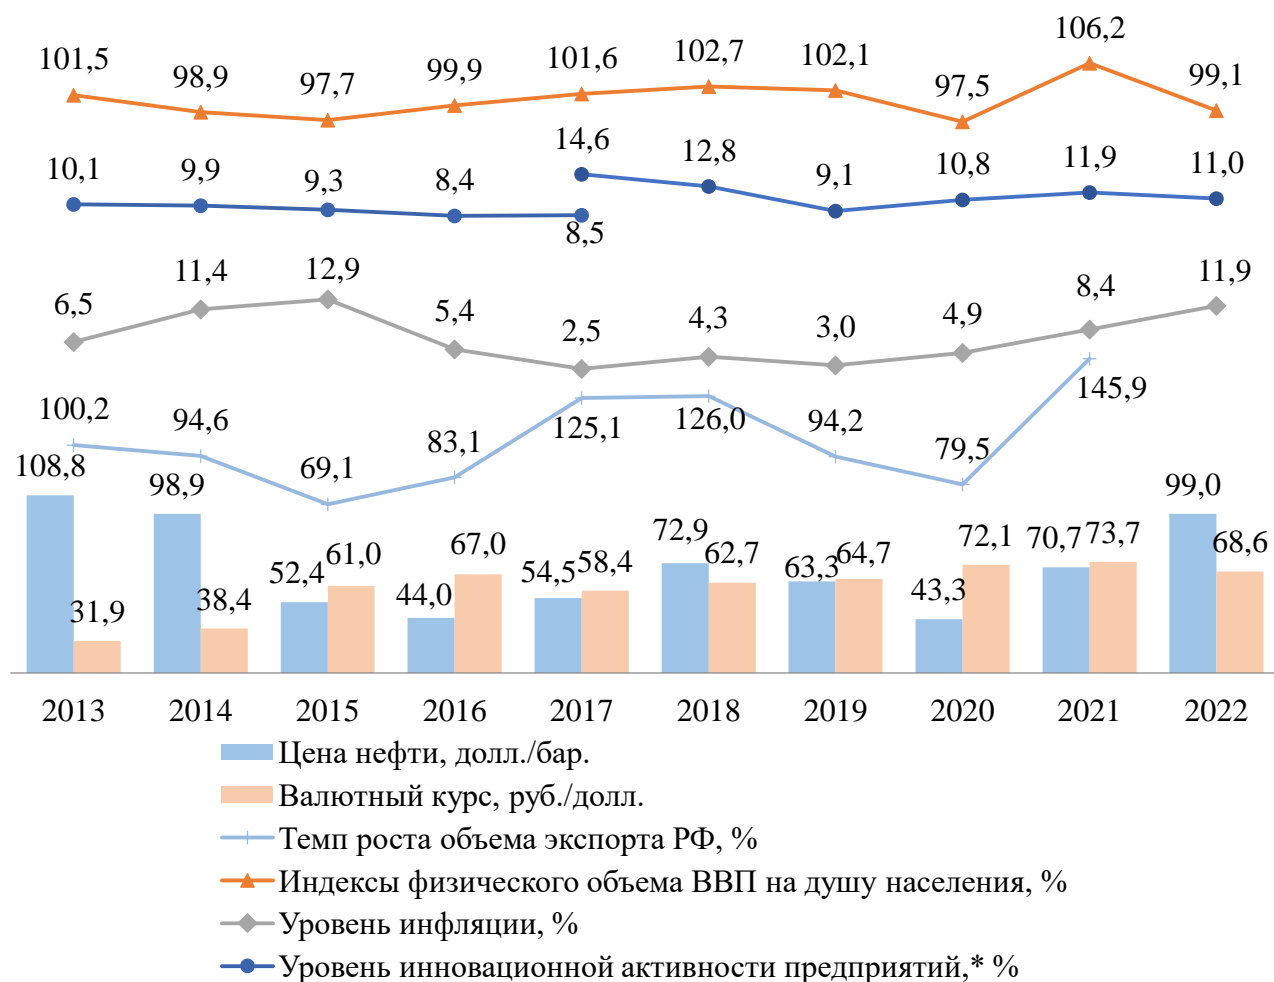 101,5 98,9 97,7 99,9 101,6 102,7 102,1 97,5 106,2 99,1
10,1 9,9 9,3 8,4 14,6 12,8 9,1 10,8 11,9 11,0
8,5
6,5 11,4 12,9 5,4 2,5 4,3 3,0 4,9 8,4 11,9
100,2 94,6 69,1 83,1 125,1 126,0 94,2 79,5 145,9
108,8 98,9 52,4 44,0 54,5 72,9 63,3 43,3 70,7 99,0
31,9 38,4 61,0 67,0 58,4 62,7 64,7 72,1 73,7 68,6
2013 2014 2015 2016 2017 2018 2019 2020 2021 2022
Цена нефти, долл./бар.
Валютный курс, руб./долл.
Темп роста объема экспорта РФ, %
Индексы физического объема ВВП на душу населения, %
Уровень инфляции, %
Уровень инновационной активности предприятий,* %